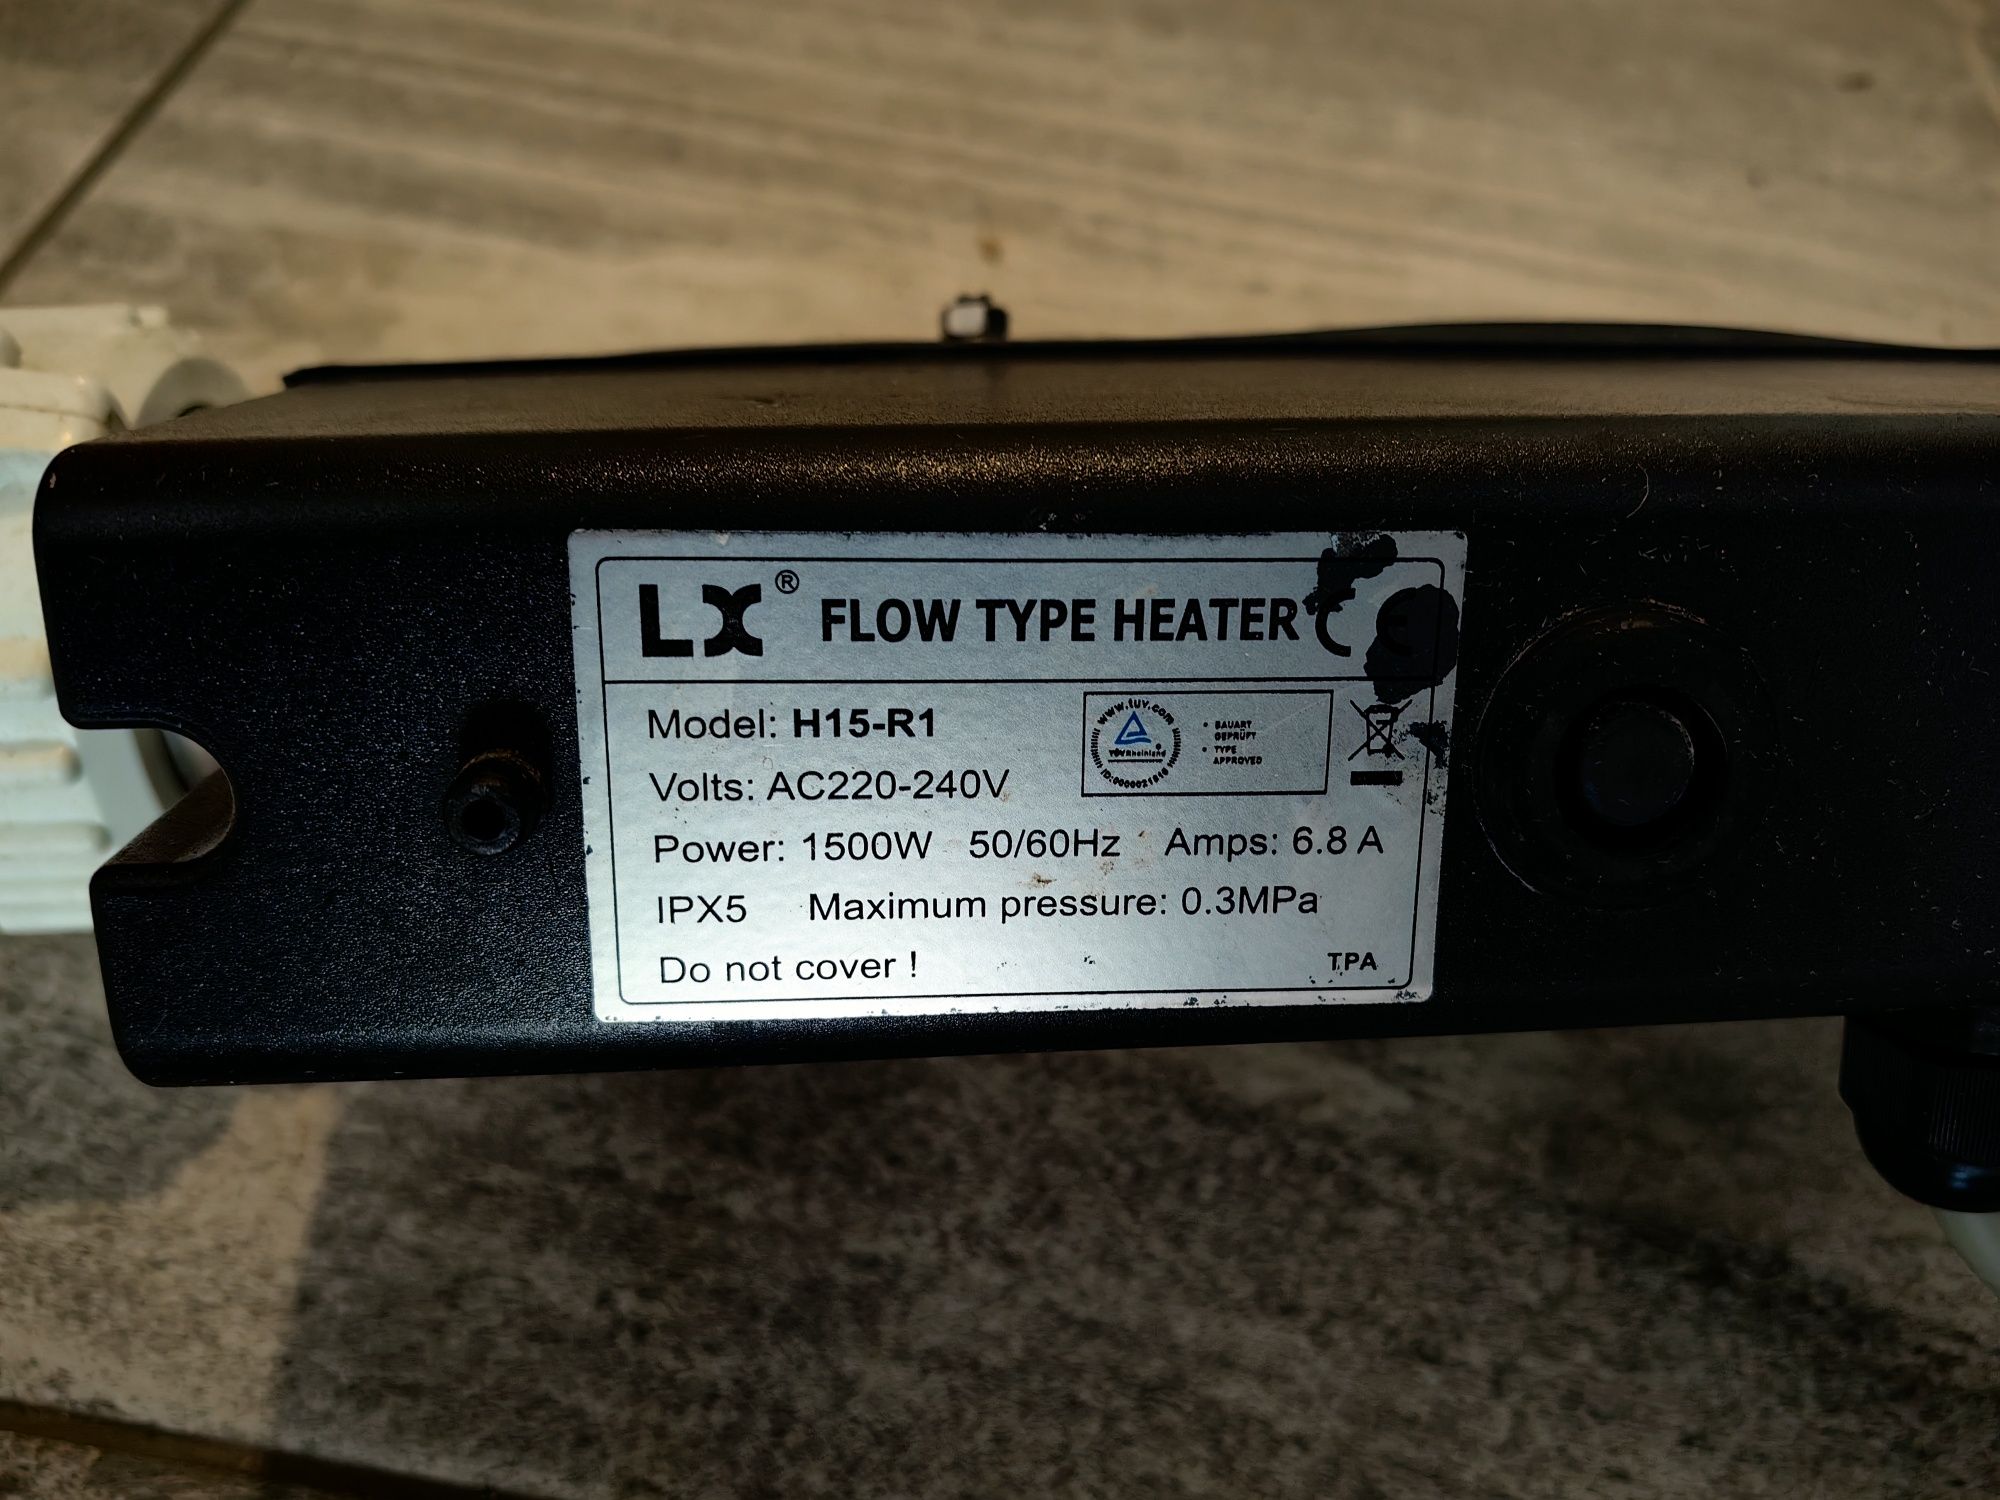 LX® FLOW TYPE HEATER CE
Model: H15-R1
www.tuv.com
TÜVRheinland
• BAUART
GEPRÜFT
• TYPE
APPROVED
Volts: AC220-240V
Power: 1500W 50/60Hz Amps: 6.8 A
IPX5 Maximum pressure: 0.3MPa
Do not cover !
TPA